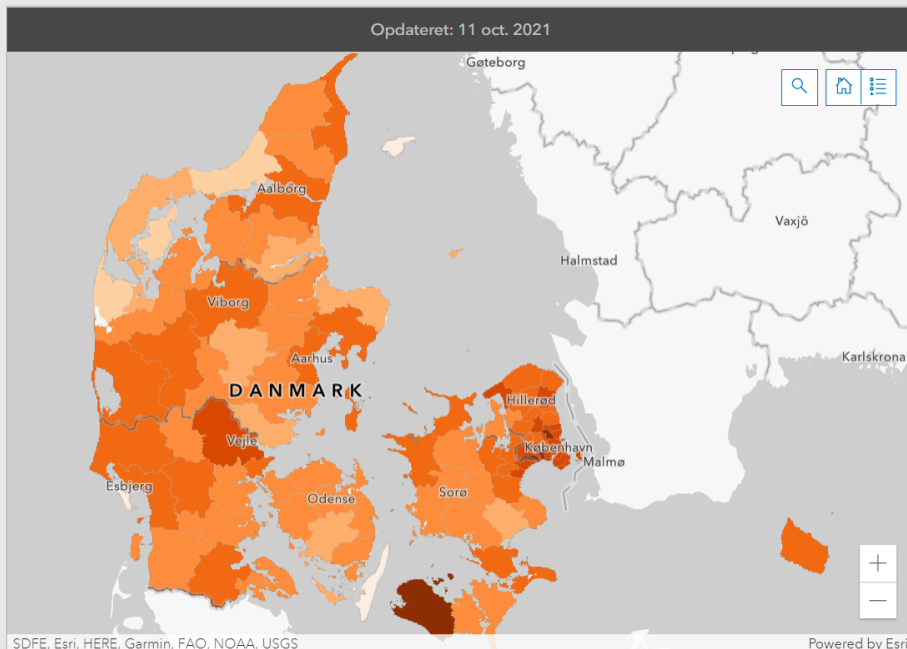 Opdateret: 11 oct. 2021
Gøteborg
Aalborg
Vaxjö
Halmstad
Viborg
Karlskrona
Aarhus
DANMARK
Hillerød
Vejle
København
Malmø
Esbjerg
Odense
Sorø
SDFE, Esri, HERE, Garmin, FAO, NOAA, USGS
Powered by Esri